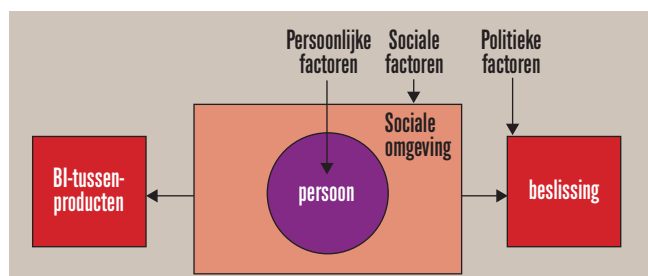 Persoonlijke
factoren
Sociale
factoren
Politieke
factoren
Sociale
omgeving
BI-tussen-
producten
persoon
beslissing